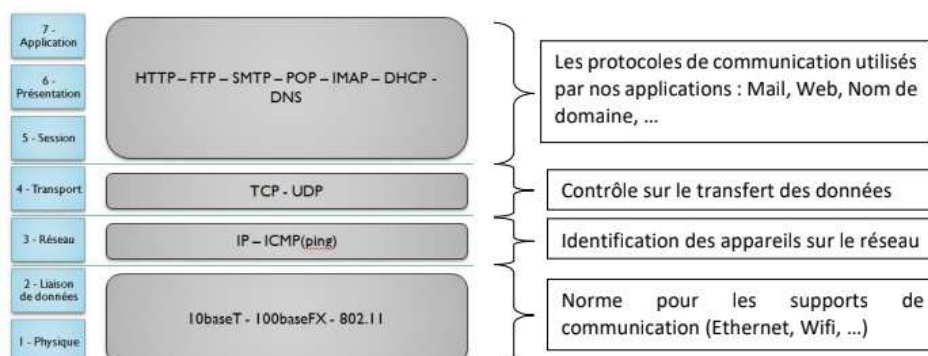 7 -
Application
6 -
Présentation
5 - Session
HTTP – FTP – SMTP – POP – IMAP – DHCP -
DNS
Les protocoles de communication utilisés
par nos applications : Mail, Web, Nom de
domaine, ...
4 - Transport
TCP - UDP
Contrôle sur le transfert des données
3 - Réseau
IP – ICMP(ping)
Identification des appareils sur le réseau
2 - Liaison
de données
1 - Physique
10baseT - 100baseFX - 802.11
Norme pour les supports de
communication (Ethernet, Wifi, ...)